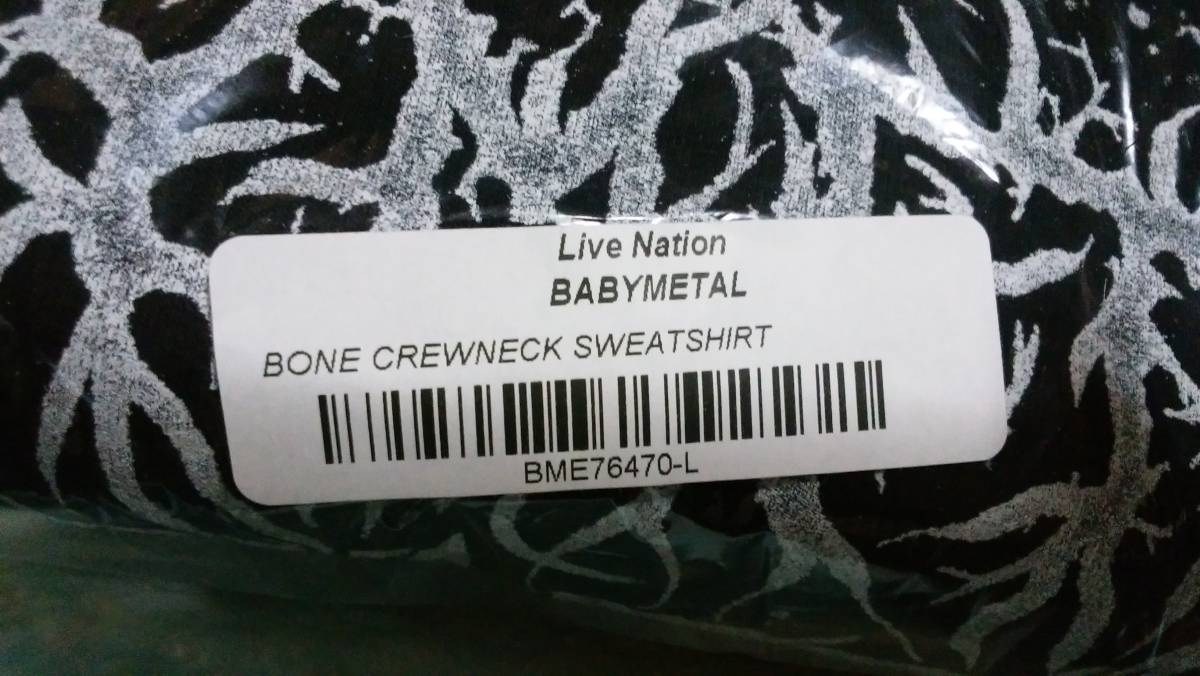 Live Nation
BABYMETAL
BONE CREWNECK SWEATSHIRT
BME76470-L